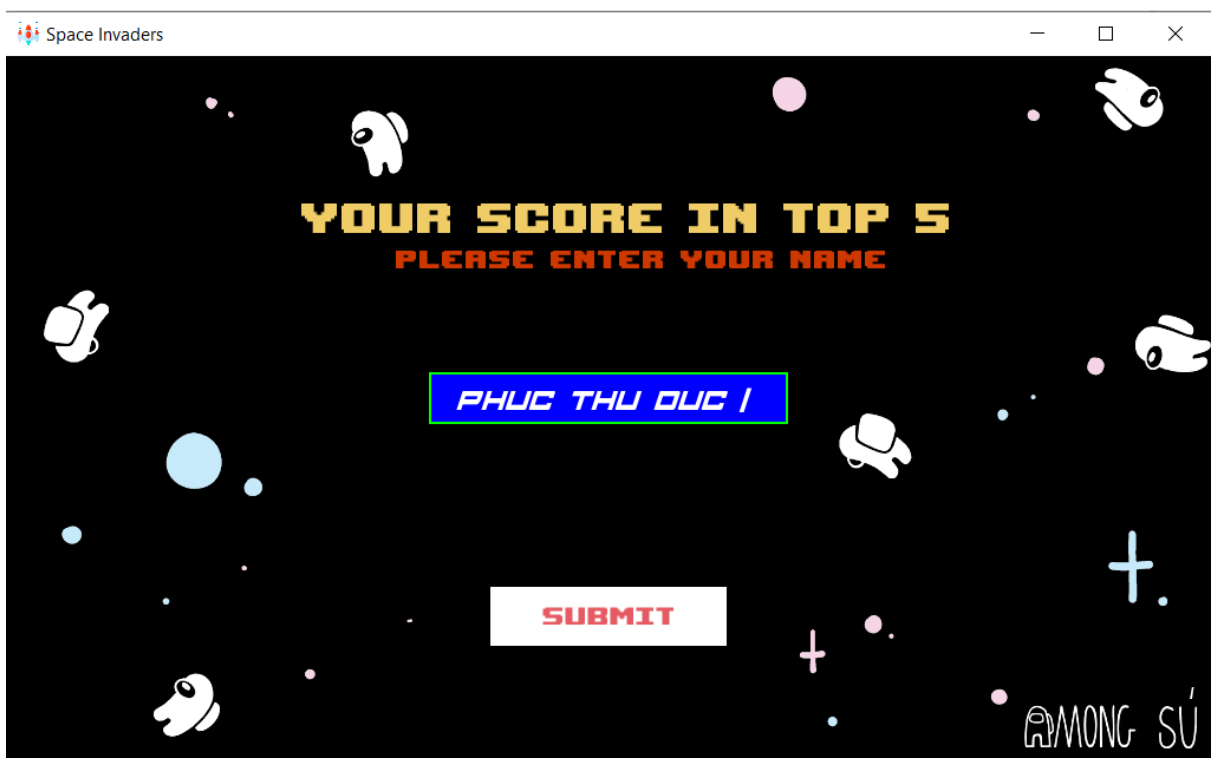 Space Invaders
YOUR SCORE IN TOP 5
PLEASE ENTER YOUR NAME
PHUC THU DUC |
SUBMIT
AMONG SÚ